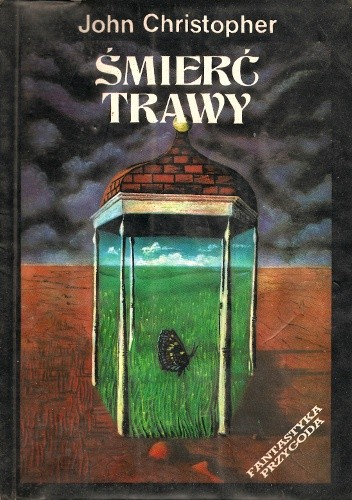 John Christopher
ŚMIERĆ
TRAWY
FANTASTYKA
PRZYGODA